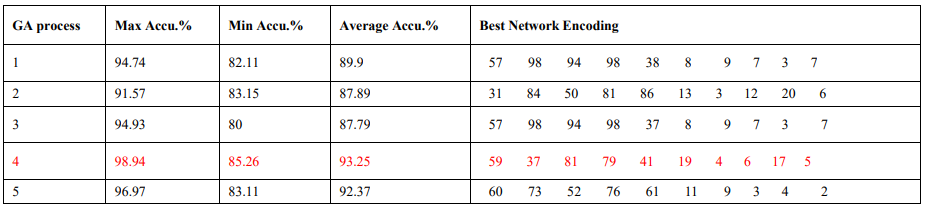 GA process Max Accu.% Min Accu.% Average Accu.% Best Network Encoding
1 94.74 82.11 89.9 57 98 94 98 38 8 9 7 3 7
2 91.57 83.15 87.89 31 84 50 81 86 13 3 12 20 6
3 94.93 80 87.79 57 98 94 98 37 8 9 7 3 7
4 98.94 85.26 93.25 59 37 81 79 41 19 4 6 17 5
5 96.97 83.11 92.37 60 73 52 76 61 11 9 3 4 2